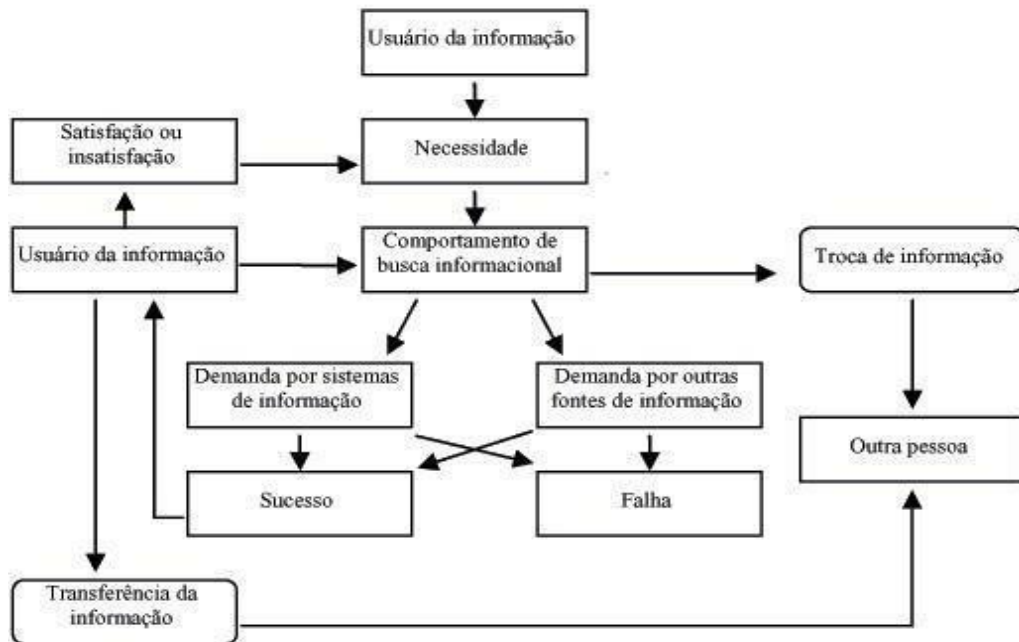 Usuário da informação
Satisfação ou
insatisfação
Necessidade
Usuário da informação
Comportamento de
busca informacional
Troca de informação
Demanda por sistemas
de informação
Demanda por outras
fontes de informação
Outra pessoa
Sucesso
Falha
Transferência da
informação